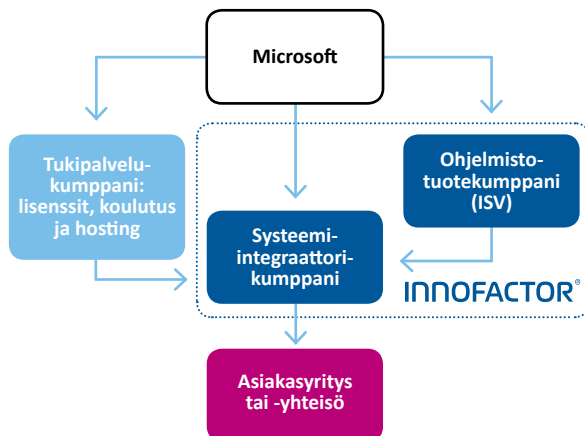 Microsoft
Tukipalvelu-
kumppani:
lisenssit, koulutus
ja hosting
Ohjelmisto-
tuotekumppani
(ISV)
Systeemi-
integraattori-
kumppani
INNOFACTOR®
Asiakasyritys
tai -yhteisö